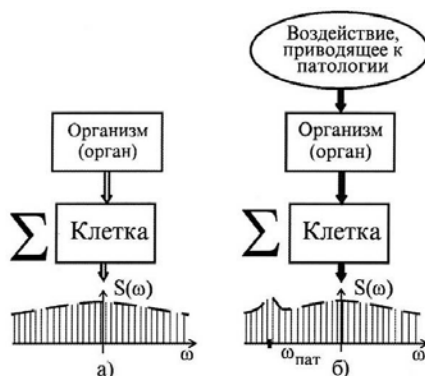 Воздействие,
приводящее к
патологии
Организм
(орган)
Организм
(орган)
Σ Клетка
Σ Клетка
S(ω)
S(ω)
ω
ω
ωпат
а)
б)